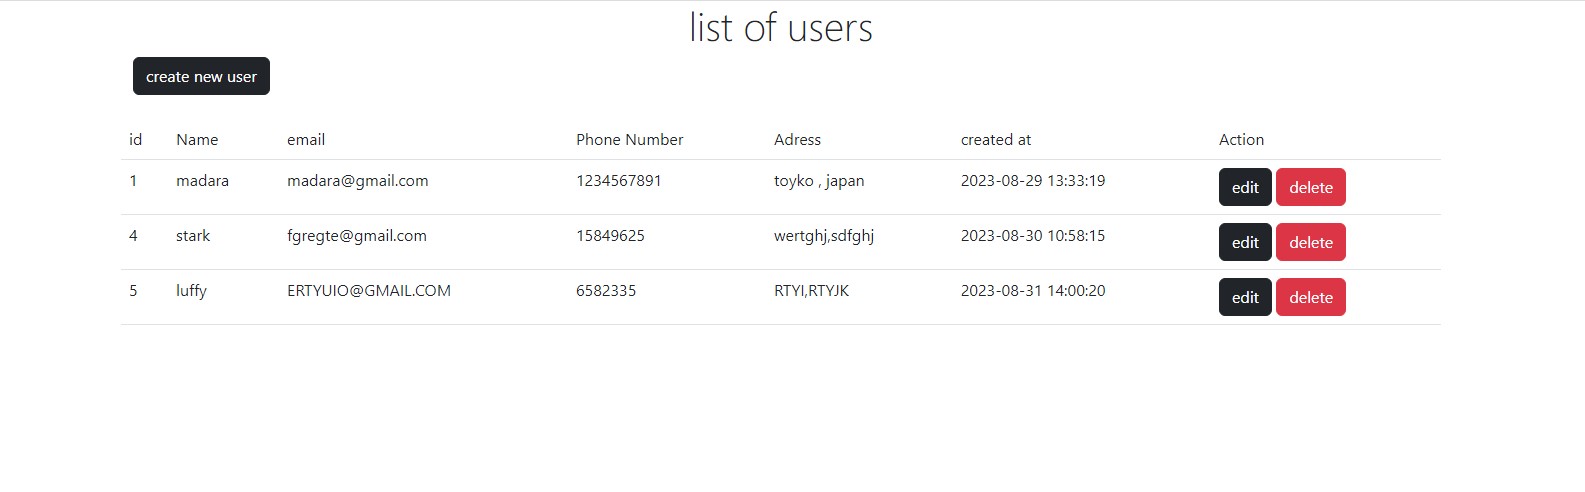 list of users
create new user
id Name email Phone Number Adress created at Action
1 madara madara@gmail.com 1234567891 toyko , japan 2023-08-29 13:33:19 edit delete
4 stark fgregte@gmail.com 15849625 wertghj,sdfghj 2023-08-30 10:58:15 edit delete
5 luffy ERTYUIO@GMAIL.COM 6582335 RTYI,RTYJK 2023-08-31 14:00:20 edit delete